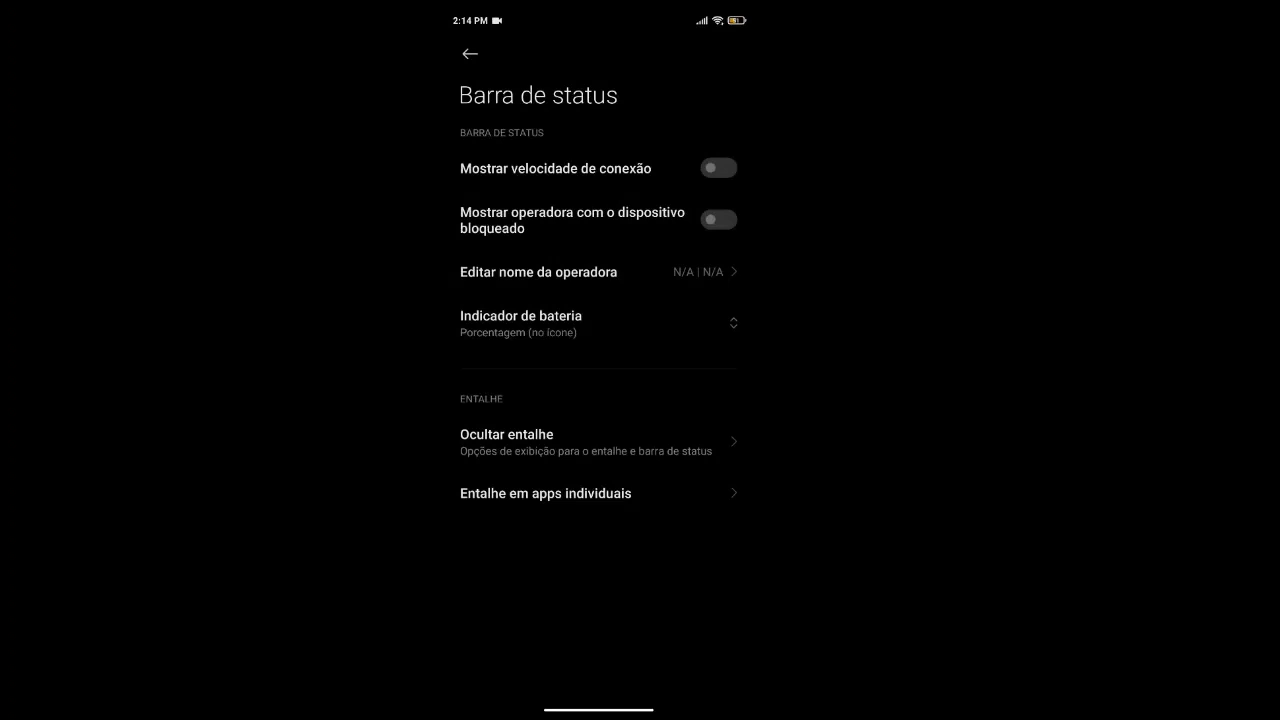 2:14 PM
Barra de status
BARRA DE STATUS
Mostrar velocidade de conexão
Mostrar operadora com o dispositivo
bloqueado
Editar nome da operadora N/A | N/A
Indicador de bateria
Porcentagem (no ícone)
ENTALHE
Ocultar entalhe
Opções de exibição para o entalhe e barra de status
Entalhe em apps individuais